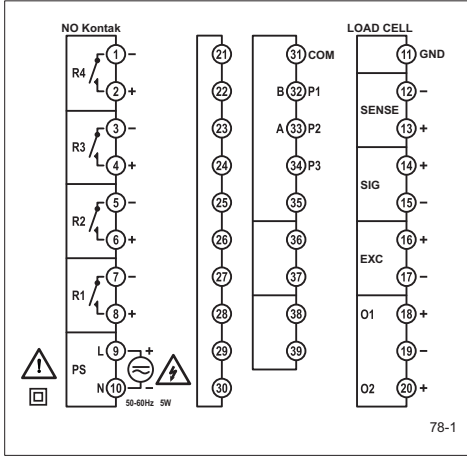 NO Kontak
LOAD CELL
1 −
R4
2 +
3 −
R3
4 +
5 −
R2
6 +
7 −
R1
8 +
L 9 +
PS
N 10 −
50-60Hz 5W
21
22
23
24
25
26
27
28
29
30
31 COM
B 32 P1
A 33 P2
34 P3
35
36
37
38
39
11 GND
12 −
SENSE
13 +
14 +
SIG
15 −
16 +
EXC
17 −
O1 18 +
19 −
O2 20 +
78-1